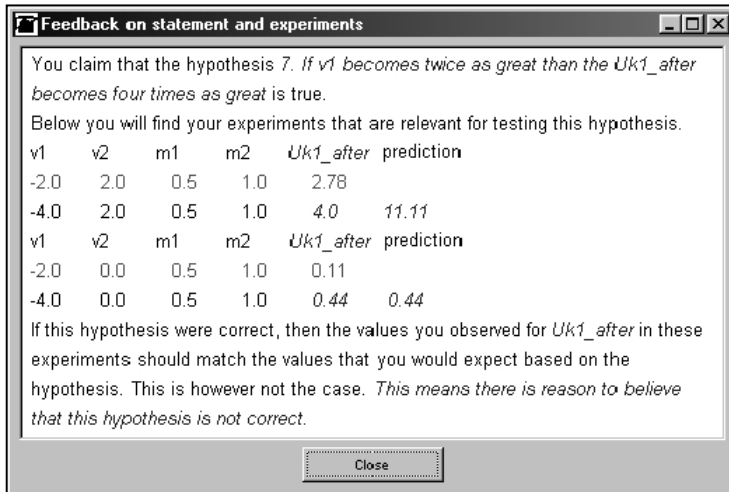 Feedback on statement and experiments
You claim that the hypothesis 7. If v1 becomes twice as great than the Uk1_after
becomes four times as great is true.
Below you will find your experiments that are relevant for testing this hypothesis.
v1 v2 m1 m2 Uk1_after prediction
-2.0 2.0 0.5 1.0 2.78
-4.0 2.0 0.5 1.0 4.0 11.11
v1 v2 m1 m2 Uk1_after prediction
-2.0 0.0 0.5 1.0 0.11
-4.0 0.0 0.5 1.0 0.44 0.44
If this hypothesis were correct, then the values you observed for Uk1_after in these
experiments should match the values that you would expect based on the
hypothesis. This is however not the case. This means there is reason to believe
that this hypothesis is not correct.
Close